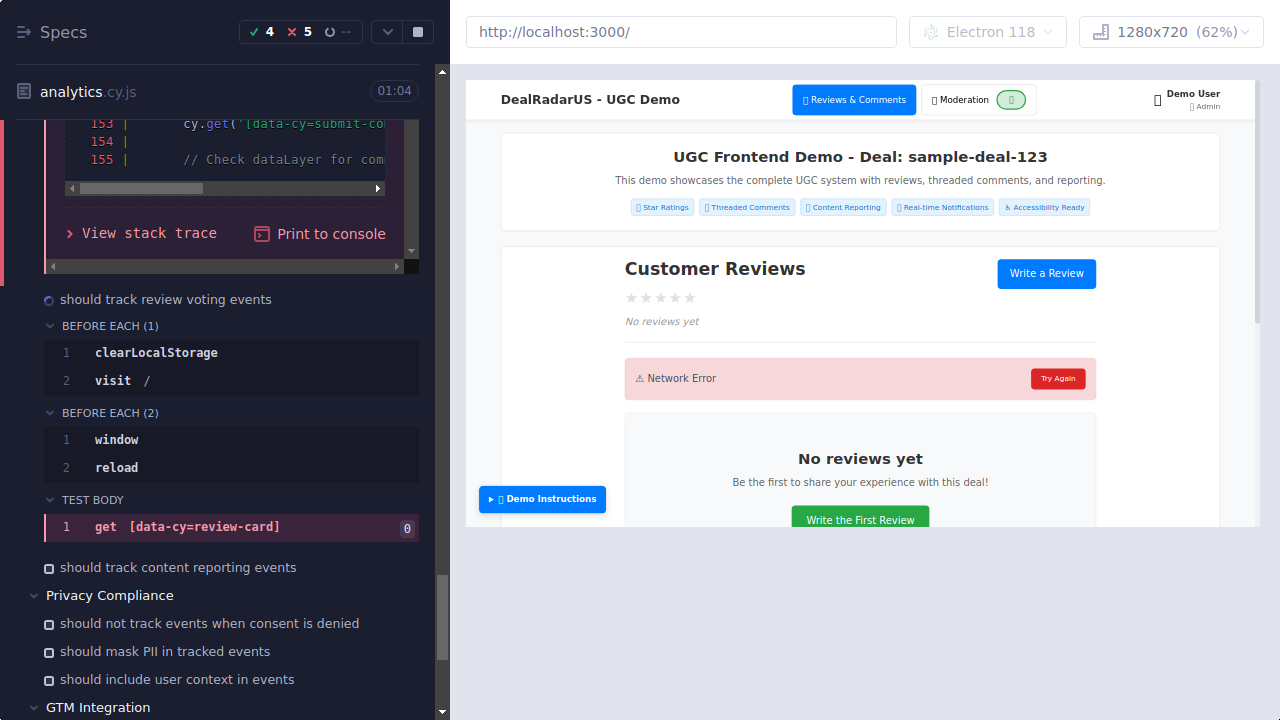 Specs
4
5
--
analytics.cy.js
01:04
153 | cy.get('[data-cy=submit-co
154 |
155 | // Check dataLayer for com
View stack trace
Print to console
should track review voting events
BEFORE EACH (1)
1 clearLocalStorage
2 visit /
BEFORE EACH (2)
1 window
2 reload
TEST BODY
1 get [data-cy=review-card] 0
should track content reporting events
Privacy Compliance
should not track events when consent is denied
should mask PII in tracked events
should include user context in events
GTM Integration
http://localhost:3000/
Electron 118
1280x720 (62%)
DealRadarUS - UGC Demo
Reviews & Comments
Moderation
Demo User
Admin
UGC Frontend Demo - Deal: sample-deal-123
This demo showcases the complete UGC system with reviews, threaded comments, and reporting.
Star Ratings
Threaded Comments
Content Reporting
Real-time Notifications
♿ Accessibility Ready
Customer Reviews
Write a Review
★★★★★
No reviews yet
⚠ Network Error
Try Again
No reviews yet
Be the first to share your experience with this deal!
▸ Demo Instructions
Write the First Review